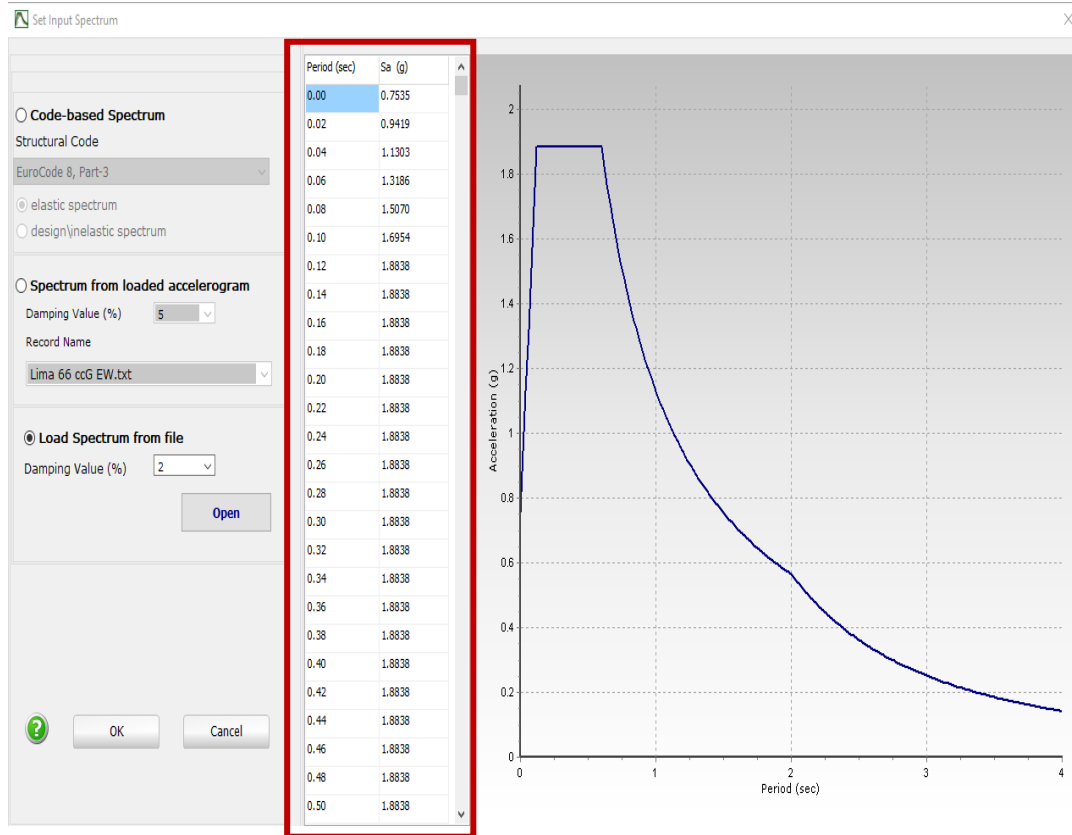 Set Input Spectrum
Code-based Spectrum
Structural Code
EuroCode 8, Part-3
elastic spectrum
design\inelastic spectrum
Spectrum from loaded accelerogram
Damping Value (%) 5
Record Name
Lima 66 ccG EW.txt
Load Spectrum from file
Damping Value (%) 2
Open
?
OK Cancel
Period (sec) Sa (g)
0.00 0.7535
0.02 0.9419
0.04 1.1303
0.06 1.3186
0.08 1.5070
0.10 1.6954
0.12 1.8838
0.14 1.8838
0.16 1.8838
0.18 1.8838
0.20 1.8838
0.22 1.8838
0.24 1.8838
0.26 1.8838
0.28 1.8838
0.30 1.8838
0.32 1.8838
0.34 1.8838
0.36 1.8838
0.38 1.8838
0.40 1.8838
0.42 1.8838
0.44 1.8838
0.46 1.8838
0.48 1.8838
0.50 1.8838
Acceleration (g)
2
1.8
1.6
1.4
1.2
1
0.8
0.6
0.4
0.2
0
0 1 2 3 4
Period (sec)